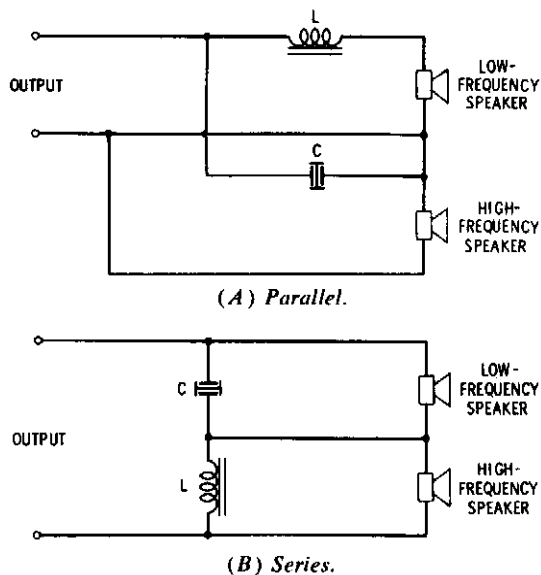 L
LOW-
FREQUENCY
SPEAKER
OUTPUT
C
HIGH-
FREQUENCY
SPEAKER
(A) Parallel.
C
LOW-
FREQUENCY
SPEAKER
OUTPUT
L
HIGH-
FREQUENCY
SPEAKER
(B) Series.